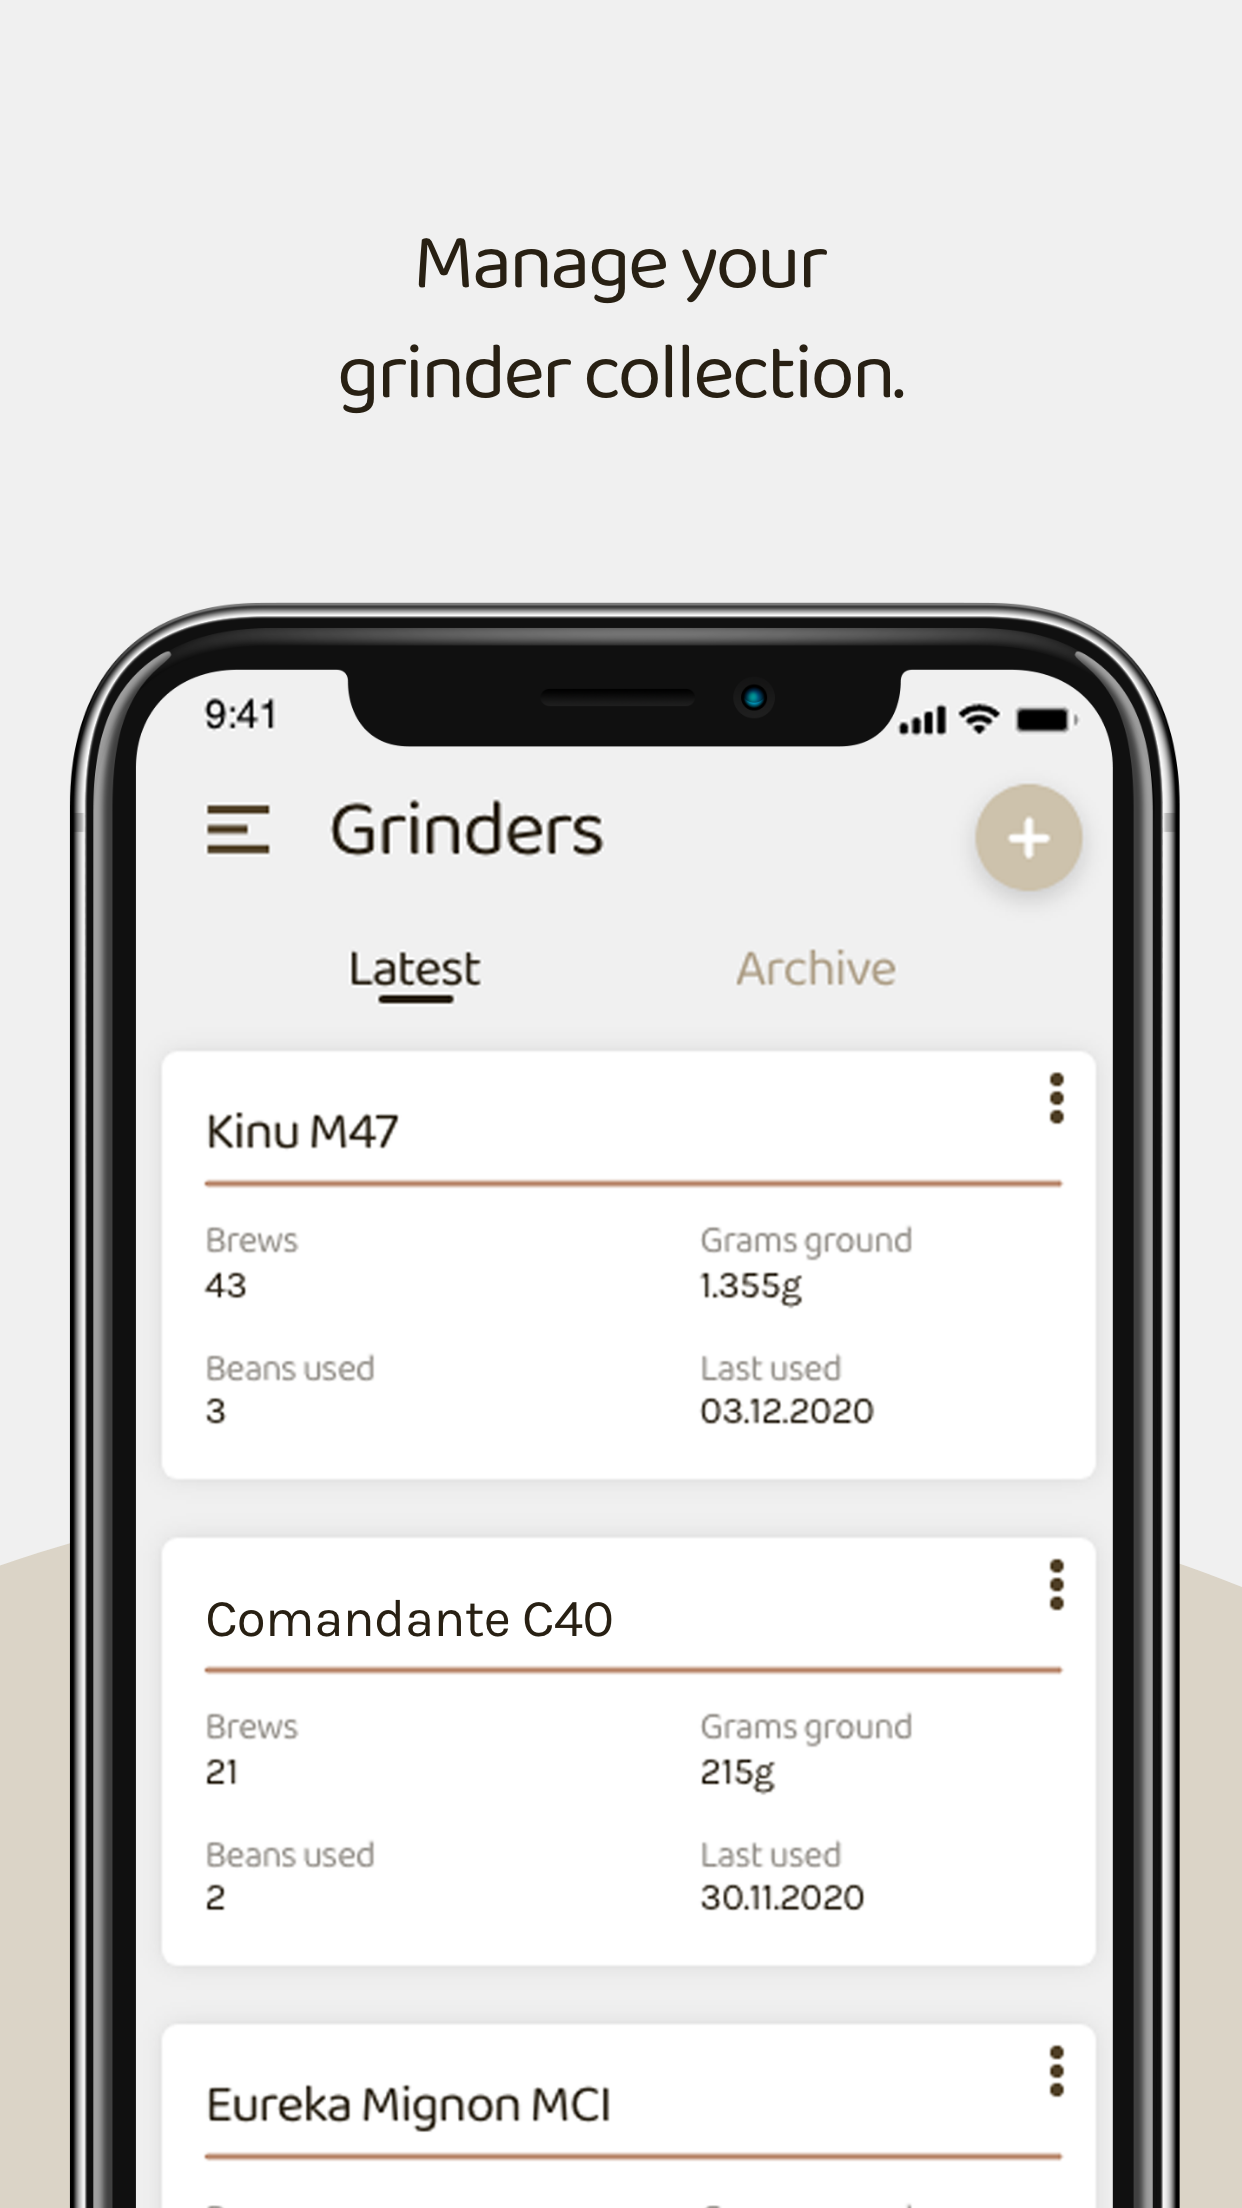 Manage your
grinder collection.
9:41
Grinders
Latest Archive
Kinu M47
Brews Grams ground
43 1.355g
Beans used Last used
3 03.12.2020
Comandante C40
Brews Grams ground
21 215g
Beans used Last used
2 30.11.2020
Eureka Mignon MCI